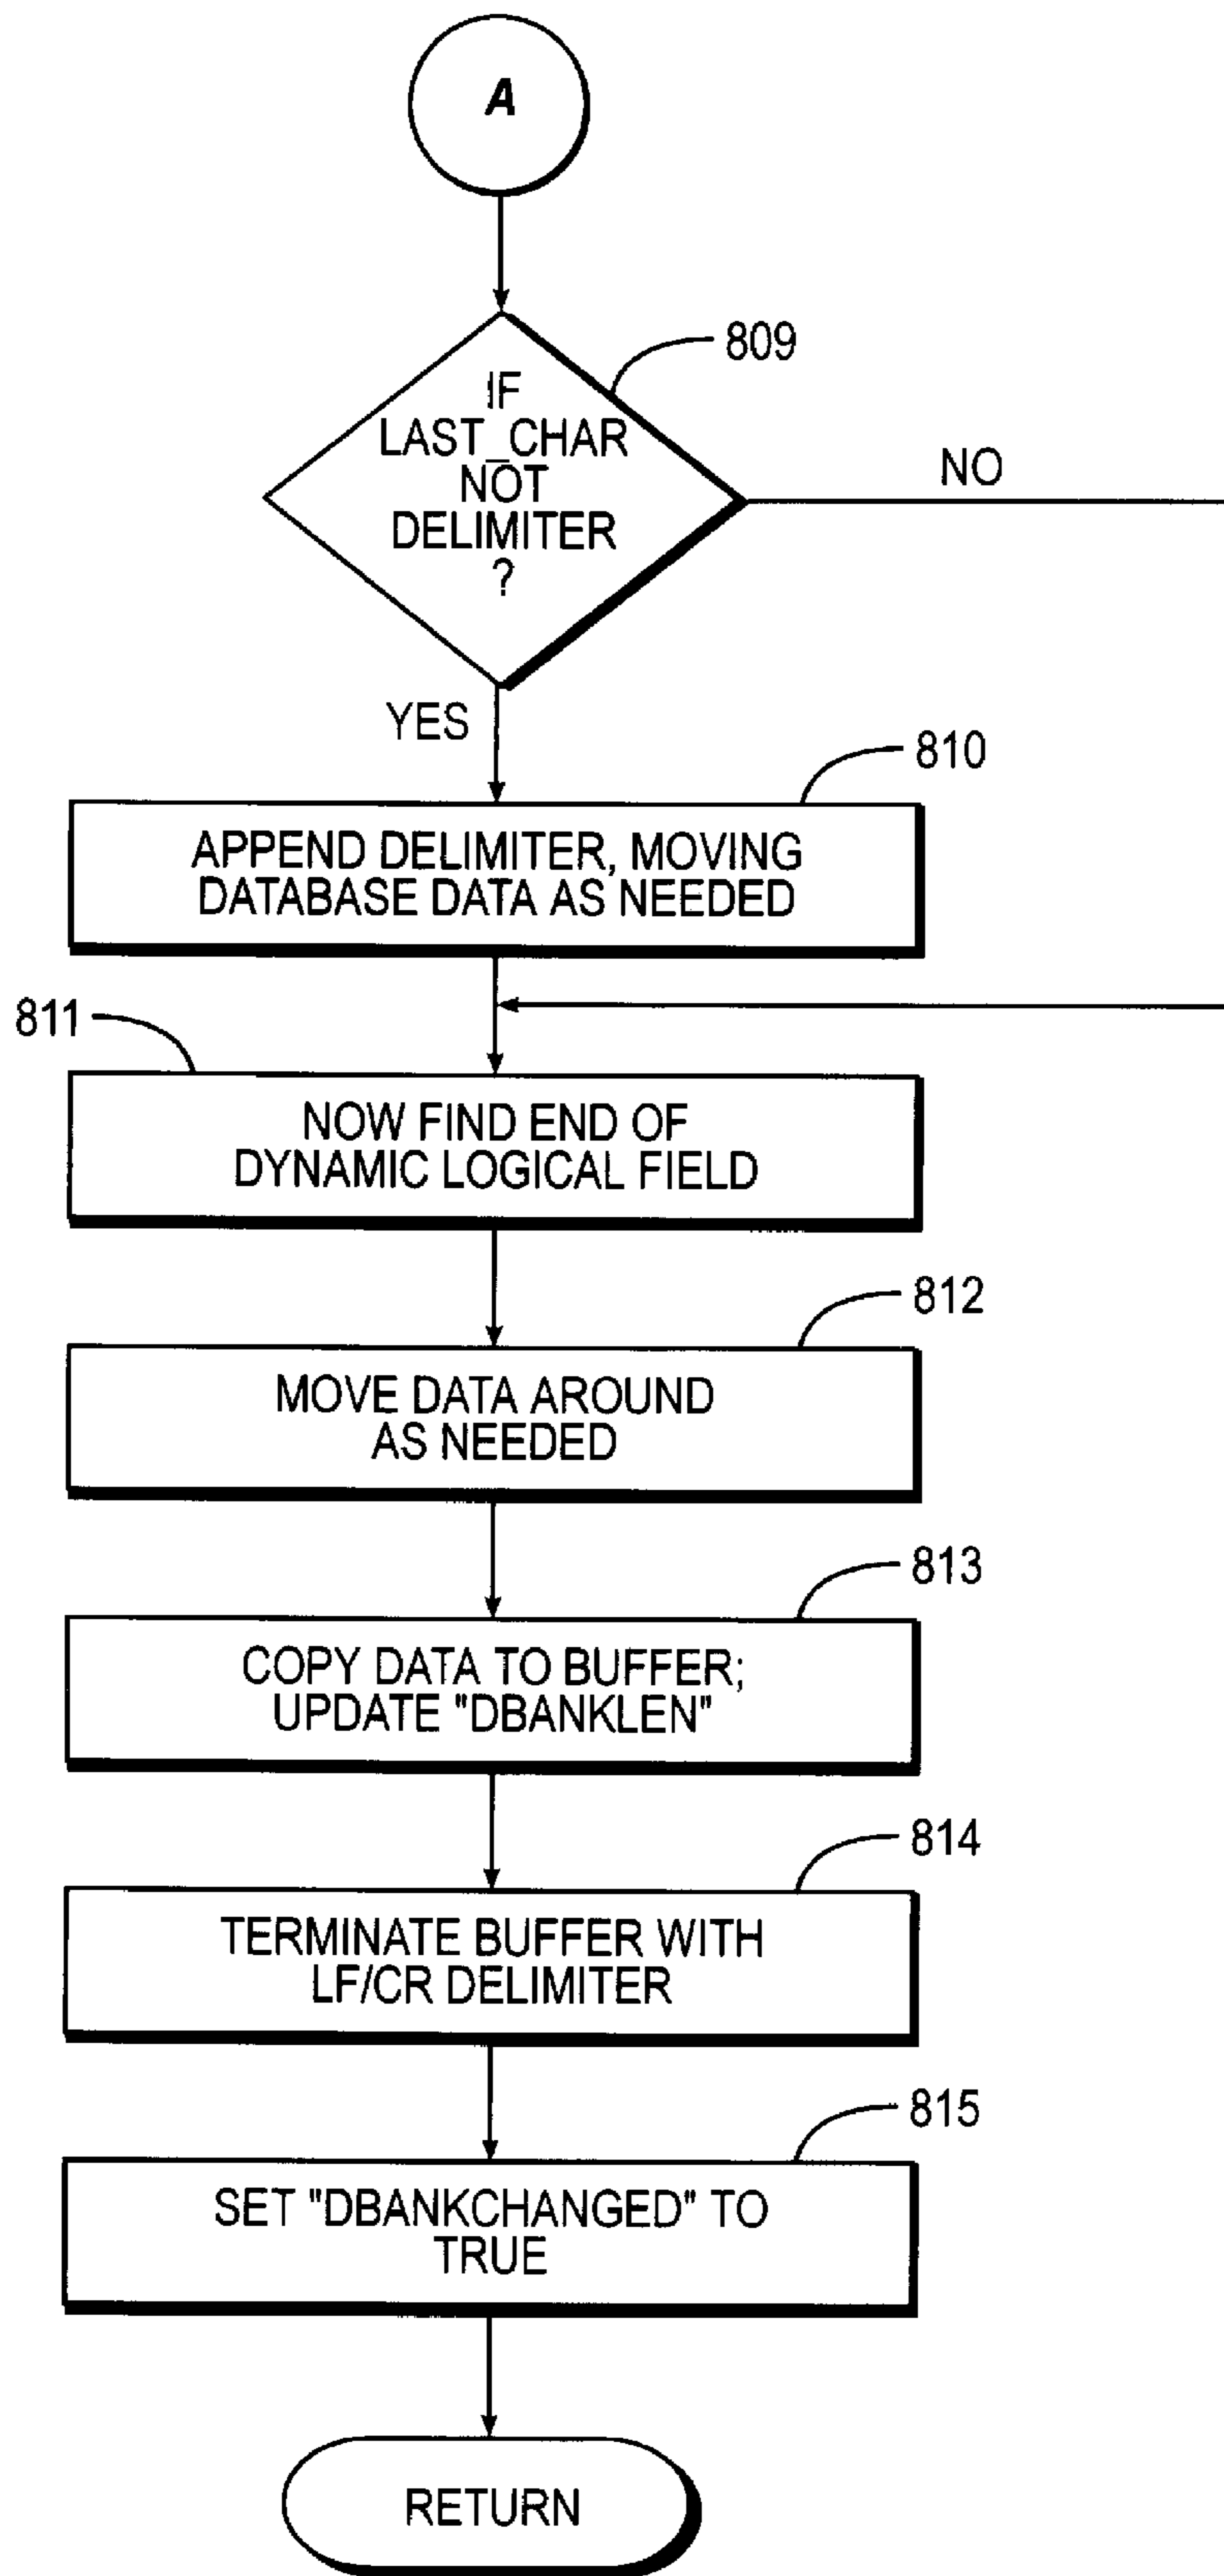 A
809
IF
LAST_CHAR
NOT
DELIMITER
?
NO
YES
810
APPEND DELIMITER, MOVING
DATABASE DATA AS NEEDED
811
NOW FIND END OF
DYNAMIC LOGICAL FIELD
812
MOVE DATA AROUND
AS NEEDED
813
COPY DATA TO BUFFER;
UPDATE "DBANKLEN"
814
TERMINATE BUFFER WITH
LF/CR DELIMITER
815
SET "DBANKCHANGED" TO
TRUE
RETURN